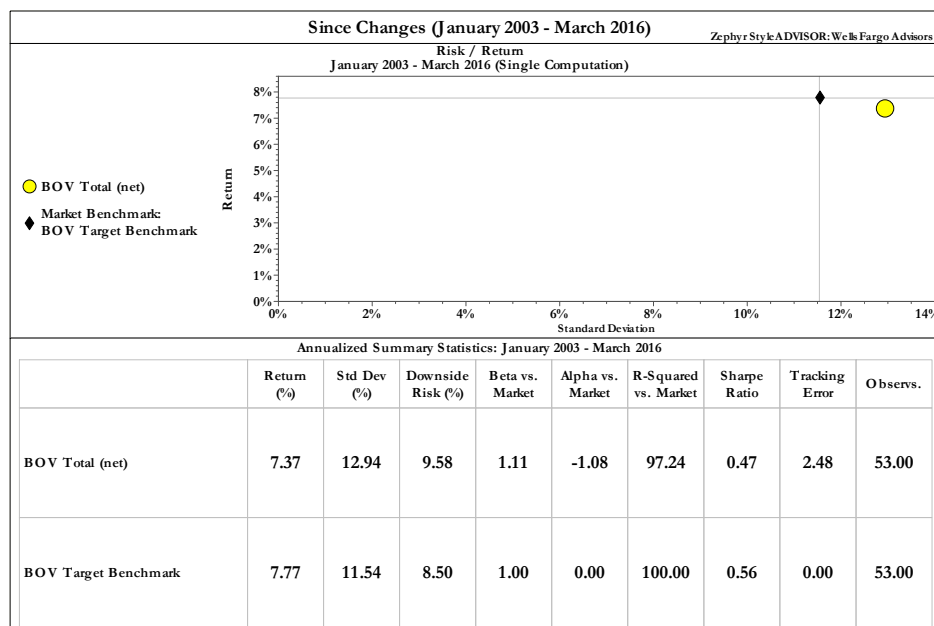 Since Changes (January 2003 - March 2016)
Zephyr StyleADVISOR: Wells Fargo Advisors
Risk / Return
January 2003 - March 2016 (Single Computation)
BOV Total (net)
Market Benchmark:
BOV Target Benchmark
Return
8%
7%
6%
5%
4%
3%
2%
1%
0%
0% 2% 4% 6% 8% 10% 12% 14%
Standard Deviation
Annualized Summary Statistics: January 2003 - March 2016
Return (%) Std Dev (%) Downside Risk (%) Beta vs. Market Alpha vs. Market R-Squared vs. Market Sharpe Ratio Tracking Error Observs.
BOV Total (net) 7.37 12.94 9.58 1.11 -1.08 97.24 0.47 2.48 53.00
BOV Target Benchmark 7.77 11.54 8.50 1.00 0.00 100.00 0.56 0.00 53.00